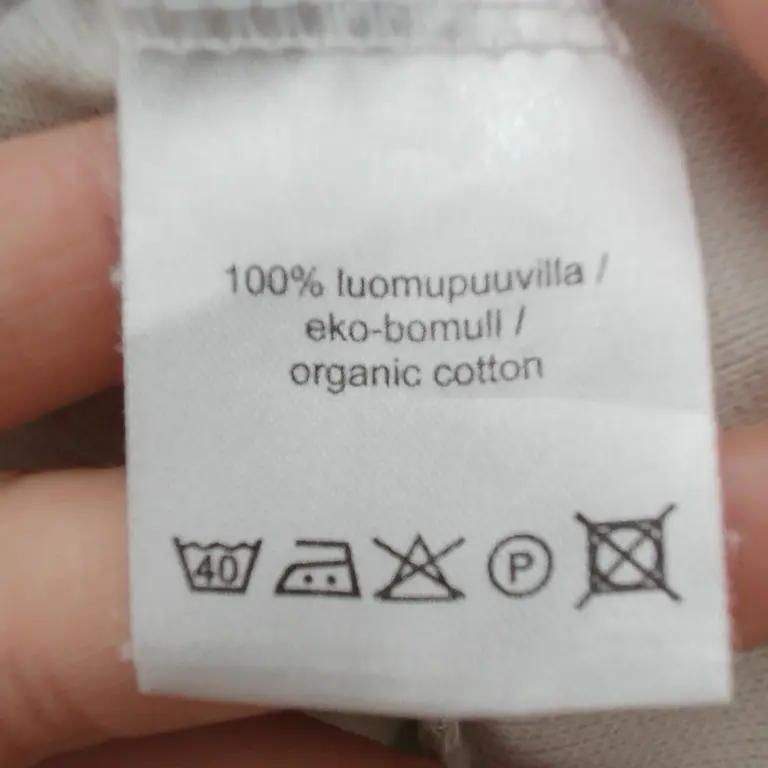 100% luomupuuvilla /
eko-bomull /
organic cotton
40 P